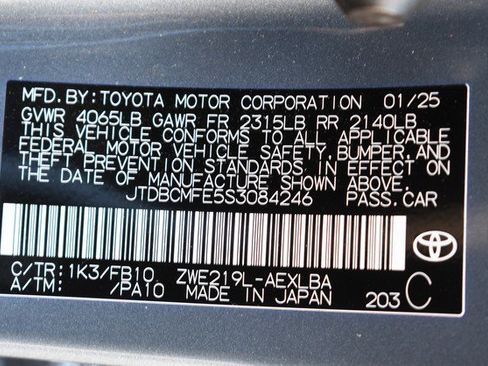 MFD.BY:TOYOTA MOTOR CORPORATION 01/25
GVWR 4065LB GAWR FR 2315LB RR 2140LB
THIS VEHICLE CONFORMS TO ALL APPLICABLE
FEDERAL MOTOR VEHICLE SAFETY, BUMPER, AND
THEFT PREVENTION STANDARDS IN EFFECT ON
THE DATE OF MANUFACTURE SHOWN ABOVE.
JTDBCMFE5S3084246 PASS.CAR
C/TR:1K3/FB10 ZWE219L-AEXLBA
A/TM: /PA10 MADE IN JAPAN 203 C
TOYOTA